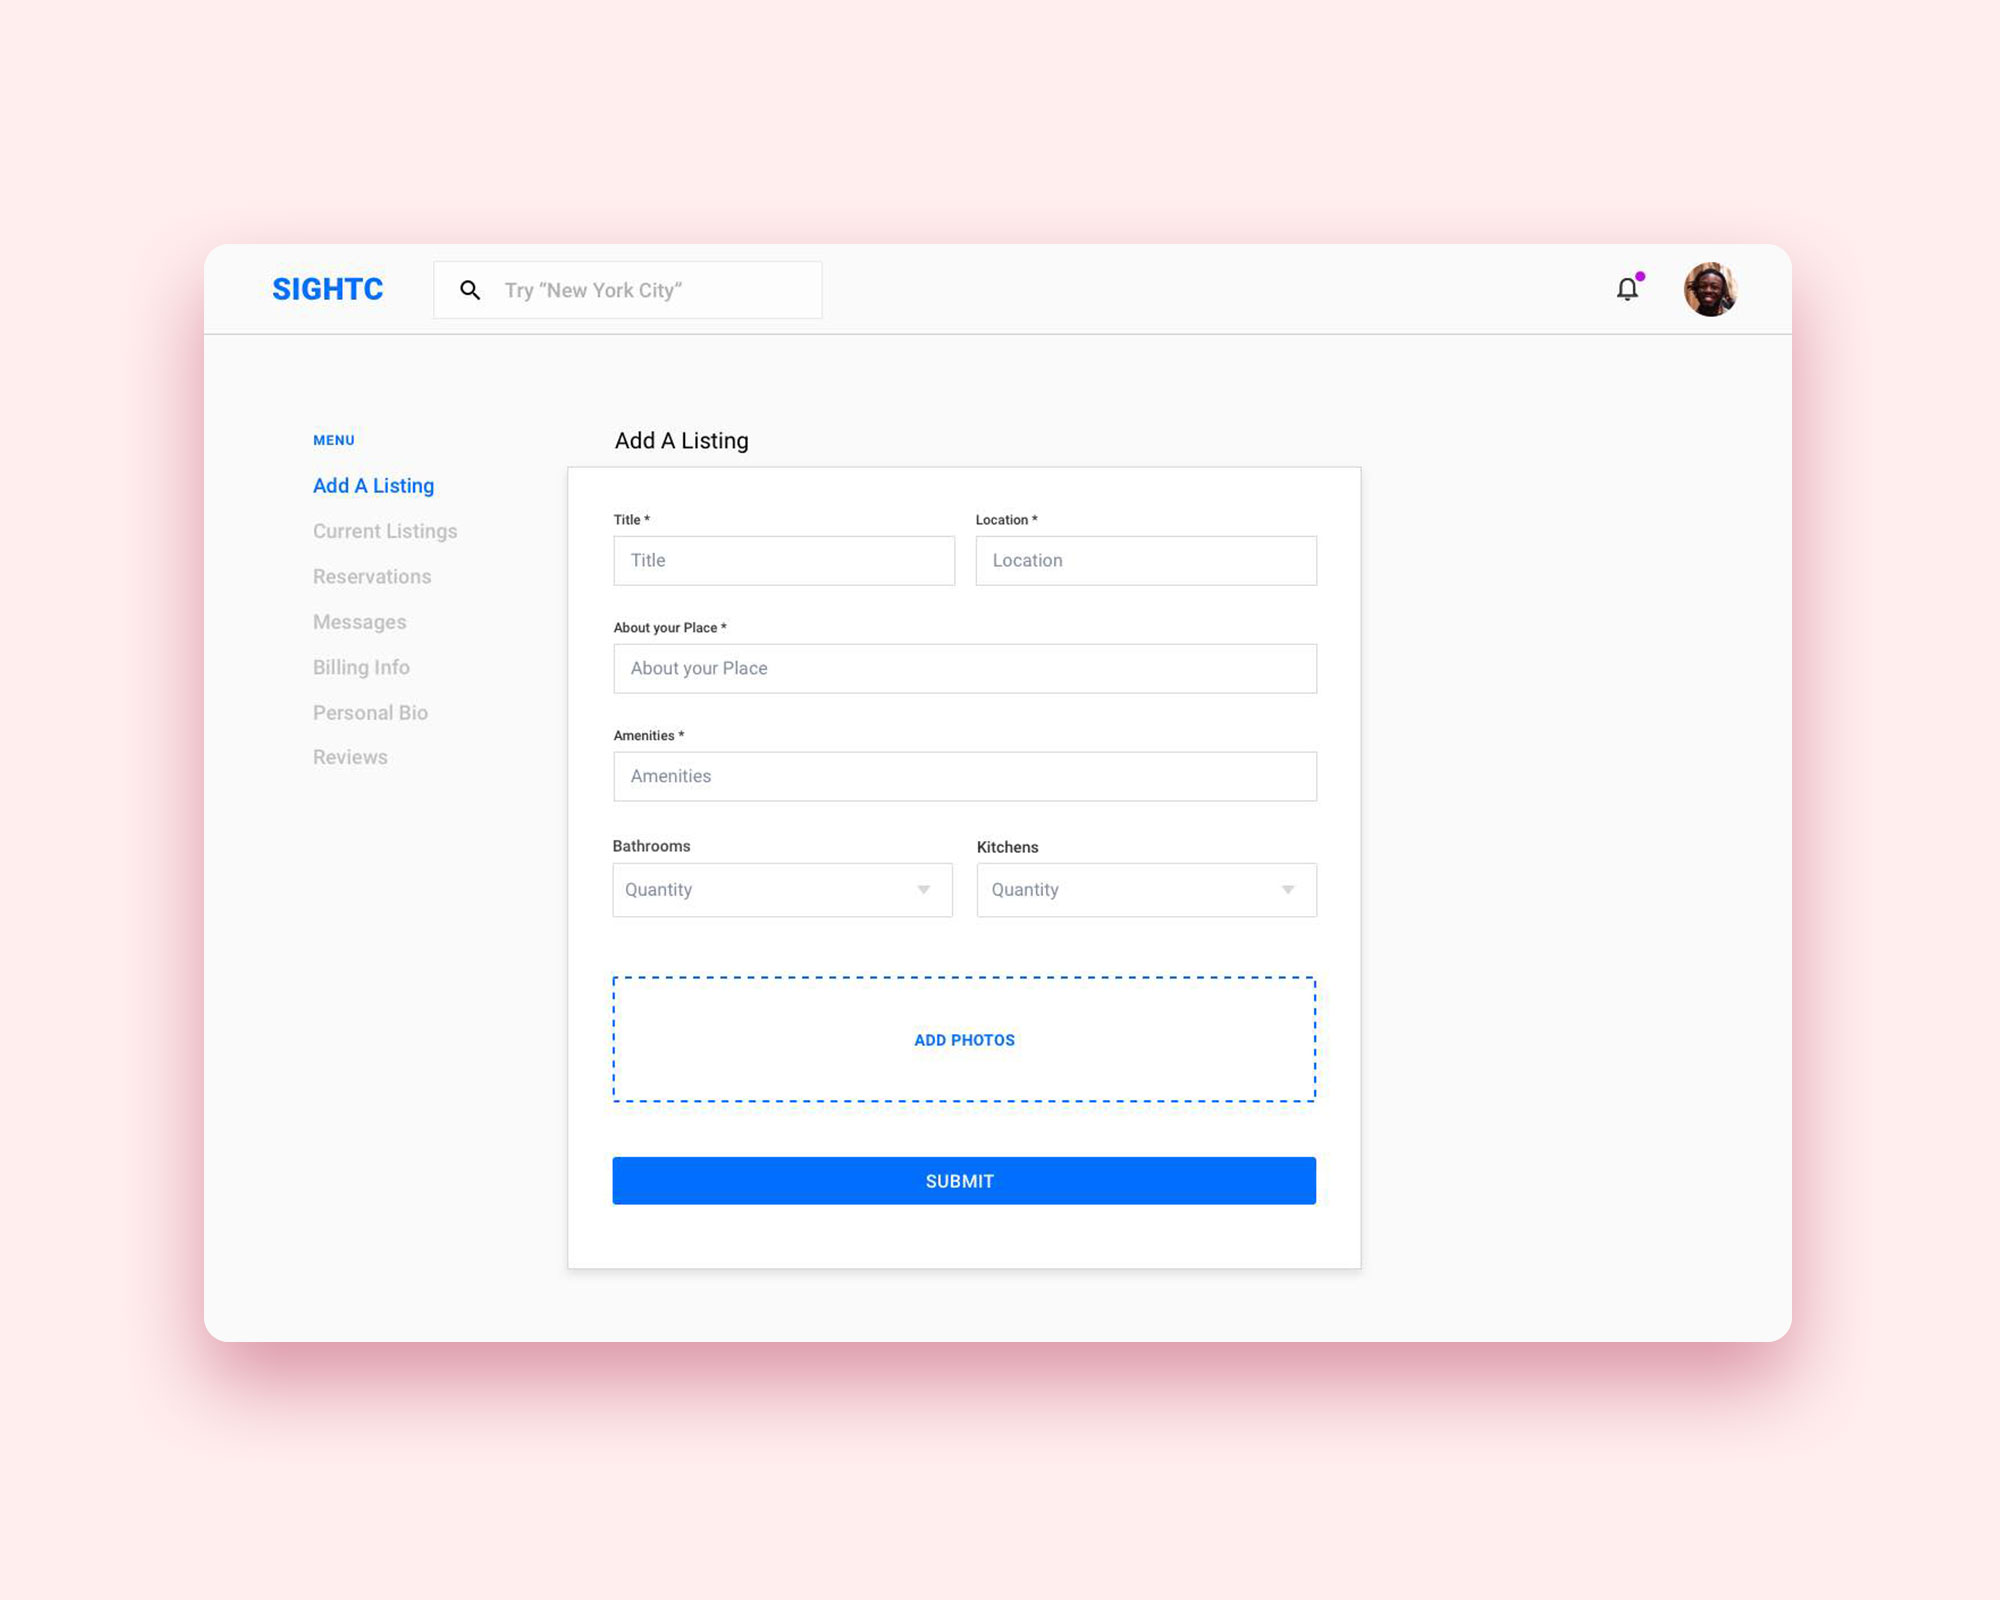 SIGHTC
Try “New York City”
MENU
Add A Listing
Current Listings
Reservations
Messages
Billing Info
Personal Bio
Reviews
Add A Listing
Title *
Location *
Title
Location
About your Place *
About your Place
Amenities *
Amenities
Bathrooms
Kitchens
Quantity
Quantity
ADD PHOTOS
SUBMIT